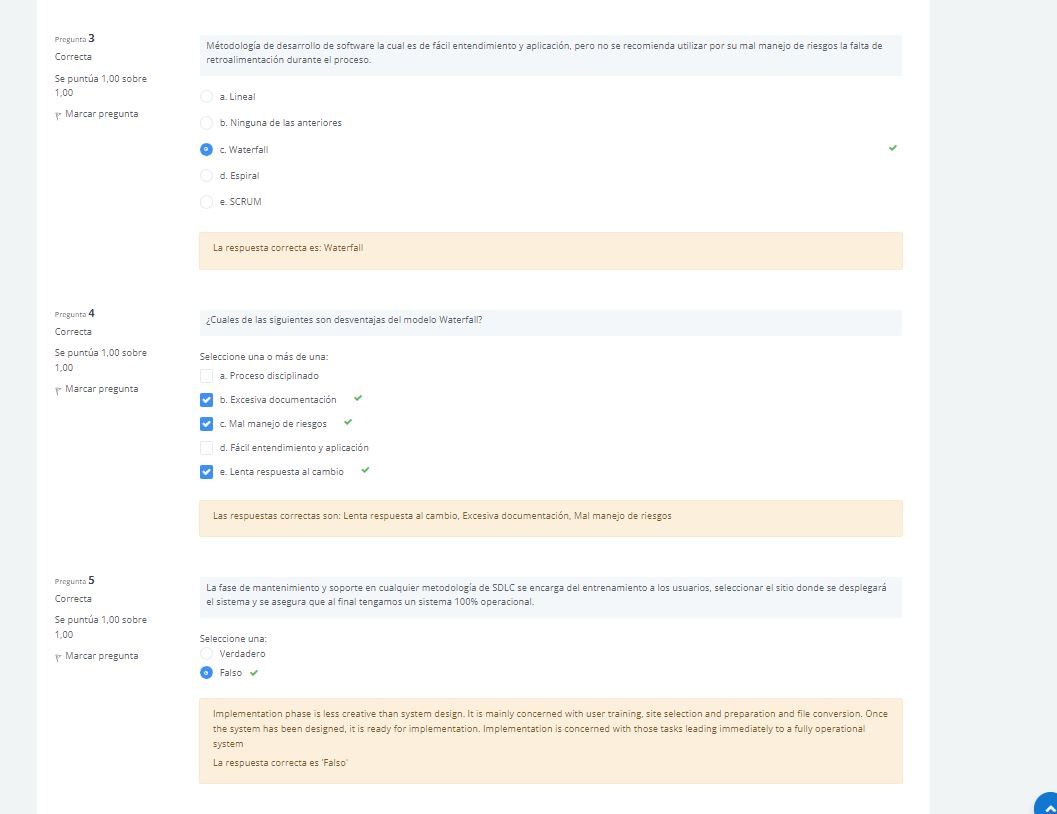 Pregunta 3
Correcta
Se puntúa 1,00 sobre
1,00
Marcar pregunta
Métodología de desarrollo de software la cual es de fácil entendimiento y aplicación, pero no se recomienda utilizar por su mal manejo de riesgos la falta de
retroalimentación durante el proceso.
a. Lineal
b. Ninguna de las anteriores
c. Waterfall
d. Espiral
e. SCRUM
La respuesta correcta es: Waterfall
Pregunta 4
Correcta
Se puntúa 1,00 sobre
1,00
Marcar pregunta
¿Cuales de las siguientes son desventajas del modelo Waterfall?
Seleccione una o más de una:
a. Proceso disciplinado
b. Excesiva documentación
c. Mal manejo de riesgos
d. Fácil entendimiento y aplicación
e. Lenta respuesta al cambio
Las respuestas correctas son: Lenta respuesta al cambio, Excesiva documentación, Mal manejo de riesgos
Pregunta 5
Correcta
Se puntúa 1,00 sobre
1,00
Marcar pregunta
La fase de mantenimiento y soporte en cualquier metodología de SDLC se encarga del entrenamiento a los usuarios, seleccionar el sitio donde se desplegará
el sistema y se asegura que al final tengamos un sistema 100% operacional.
Seleccione una:
Verdadero
Falso
Implementation phase is less creative than system design. It is mainly concerned with user training, site selection and preparation and file conversion. Once
the system has been designed, it is ready for implementation. Implementation is concerned with those tasks leading immediately to a fully operational
system
La respuesta correcta es 'Falso'